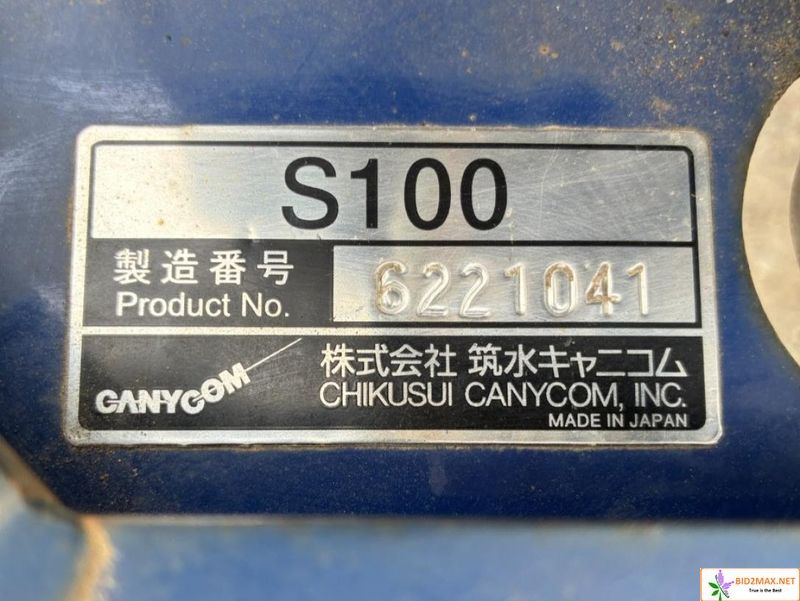 S100
製造番号
Product No.
6221041
CANYCOM
株式会社 筑水キャニコム
CHIKUSUI CANYCOM, INC.
MADE IN JAPAN
BID2MAX.NET
True is the Best